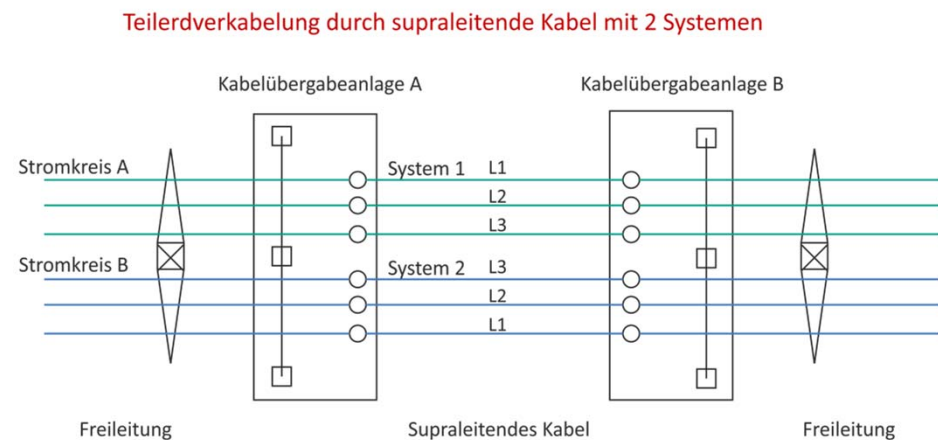 Teilerdverkabelung durch supraleitende Kabel mit 2 Systemen
Kabelübergabeanlage A
Kabelübergabeanlage B
Stromkreis A
System 1
L1
L2
L3
Stromkreis B
System 2
L3
L2
L1
Freileitung
Supraleitendes Kabel
Freileitung